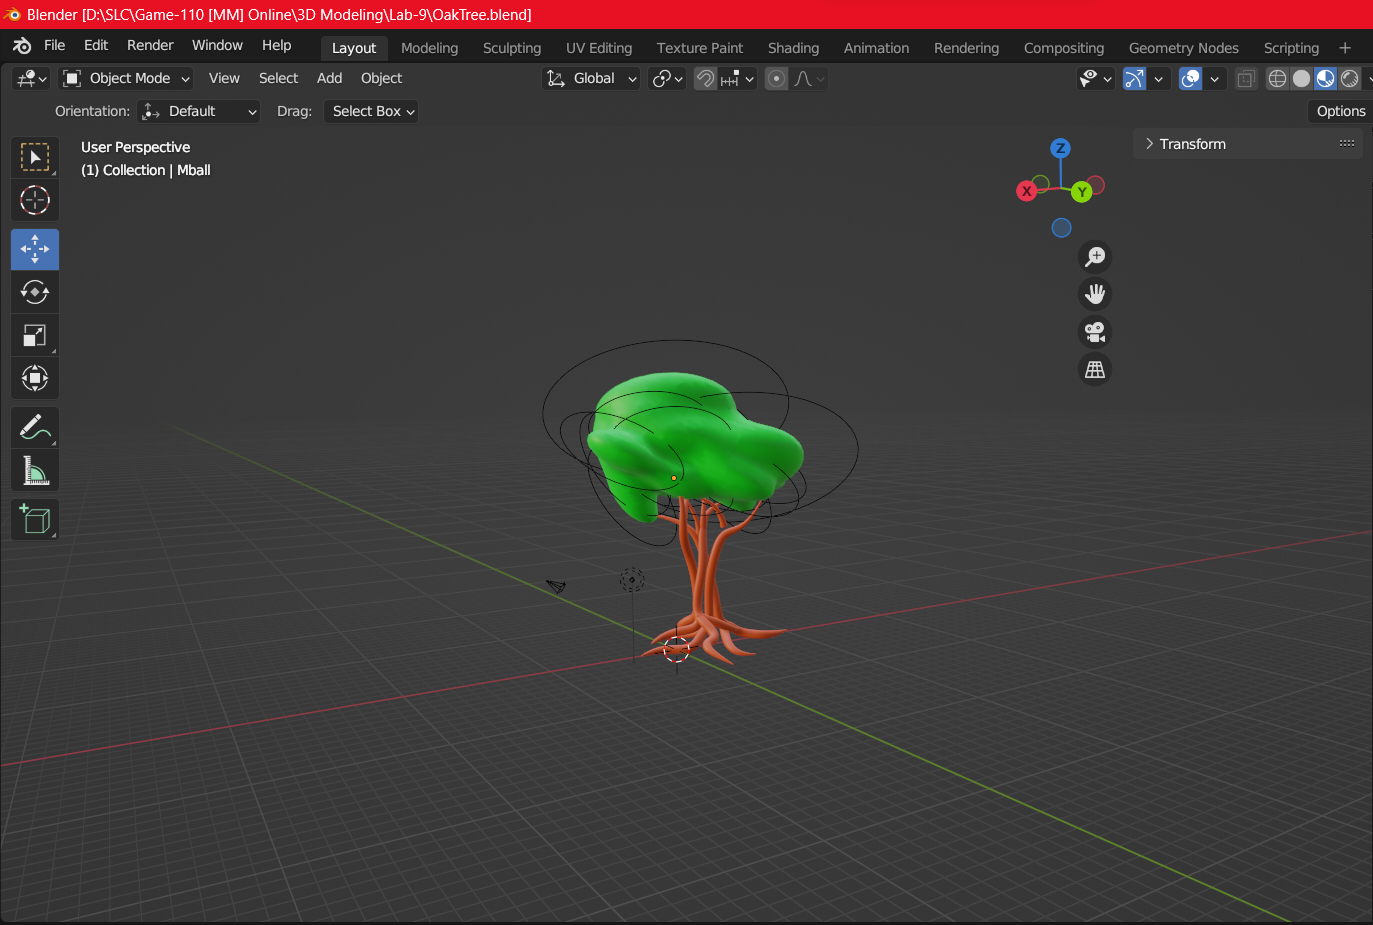 Blender [D:\SLC\Game-110 [MM] Online\3D Modeling\Lab-9\OakTree.blend]
File Edit Render Window Help Layout Modeling Sculpting UV Editing Texture Paint Shading Animation Rendering Compositing Geometry Nodes Scripting +
Object Mode View Select Add Object Global
Orientation: Default Drag: Select Box Options
User Perspective
(1) Collection | Mball
Transform
Z
X
Y